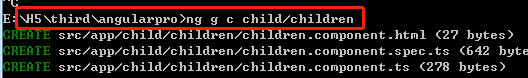 ^C
E:\H5\third\angularpro>ng g c child/children
CREATE src/app/child/children/children.component.html (27 bytes)
CREATE src/app/child/children/children.component.spec.ts (642 byte
CREATE src/app/child/children/children.component.ts (278 bytes)